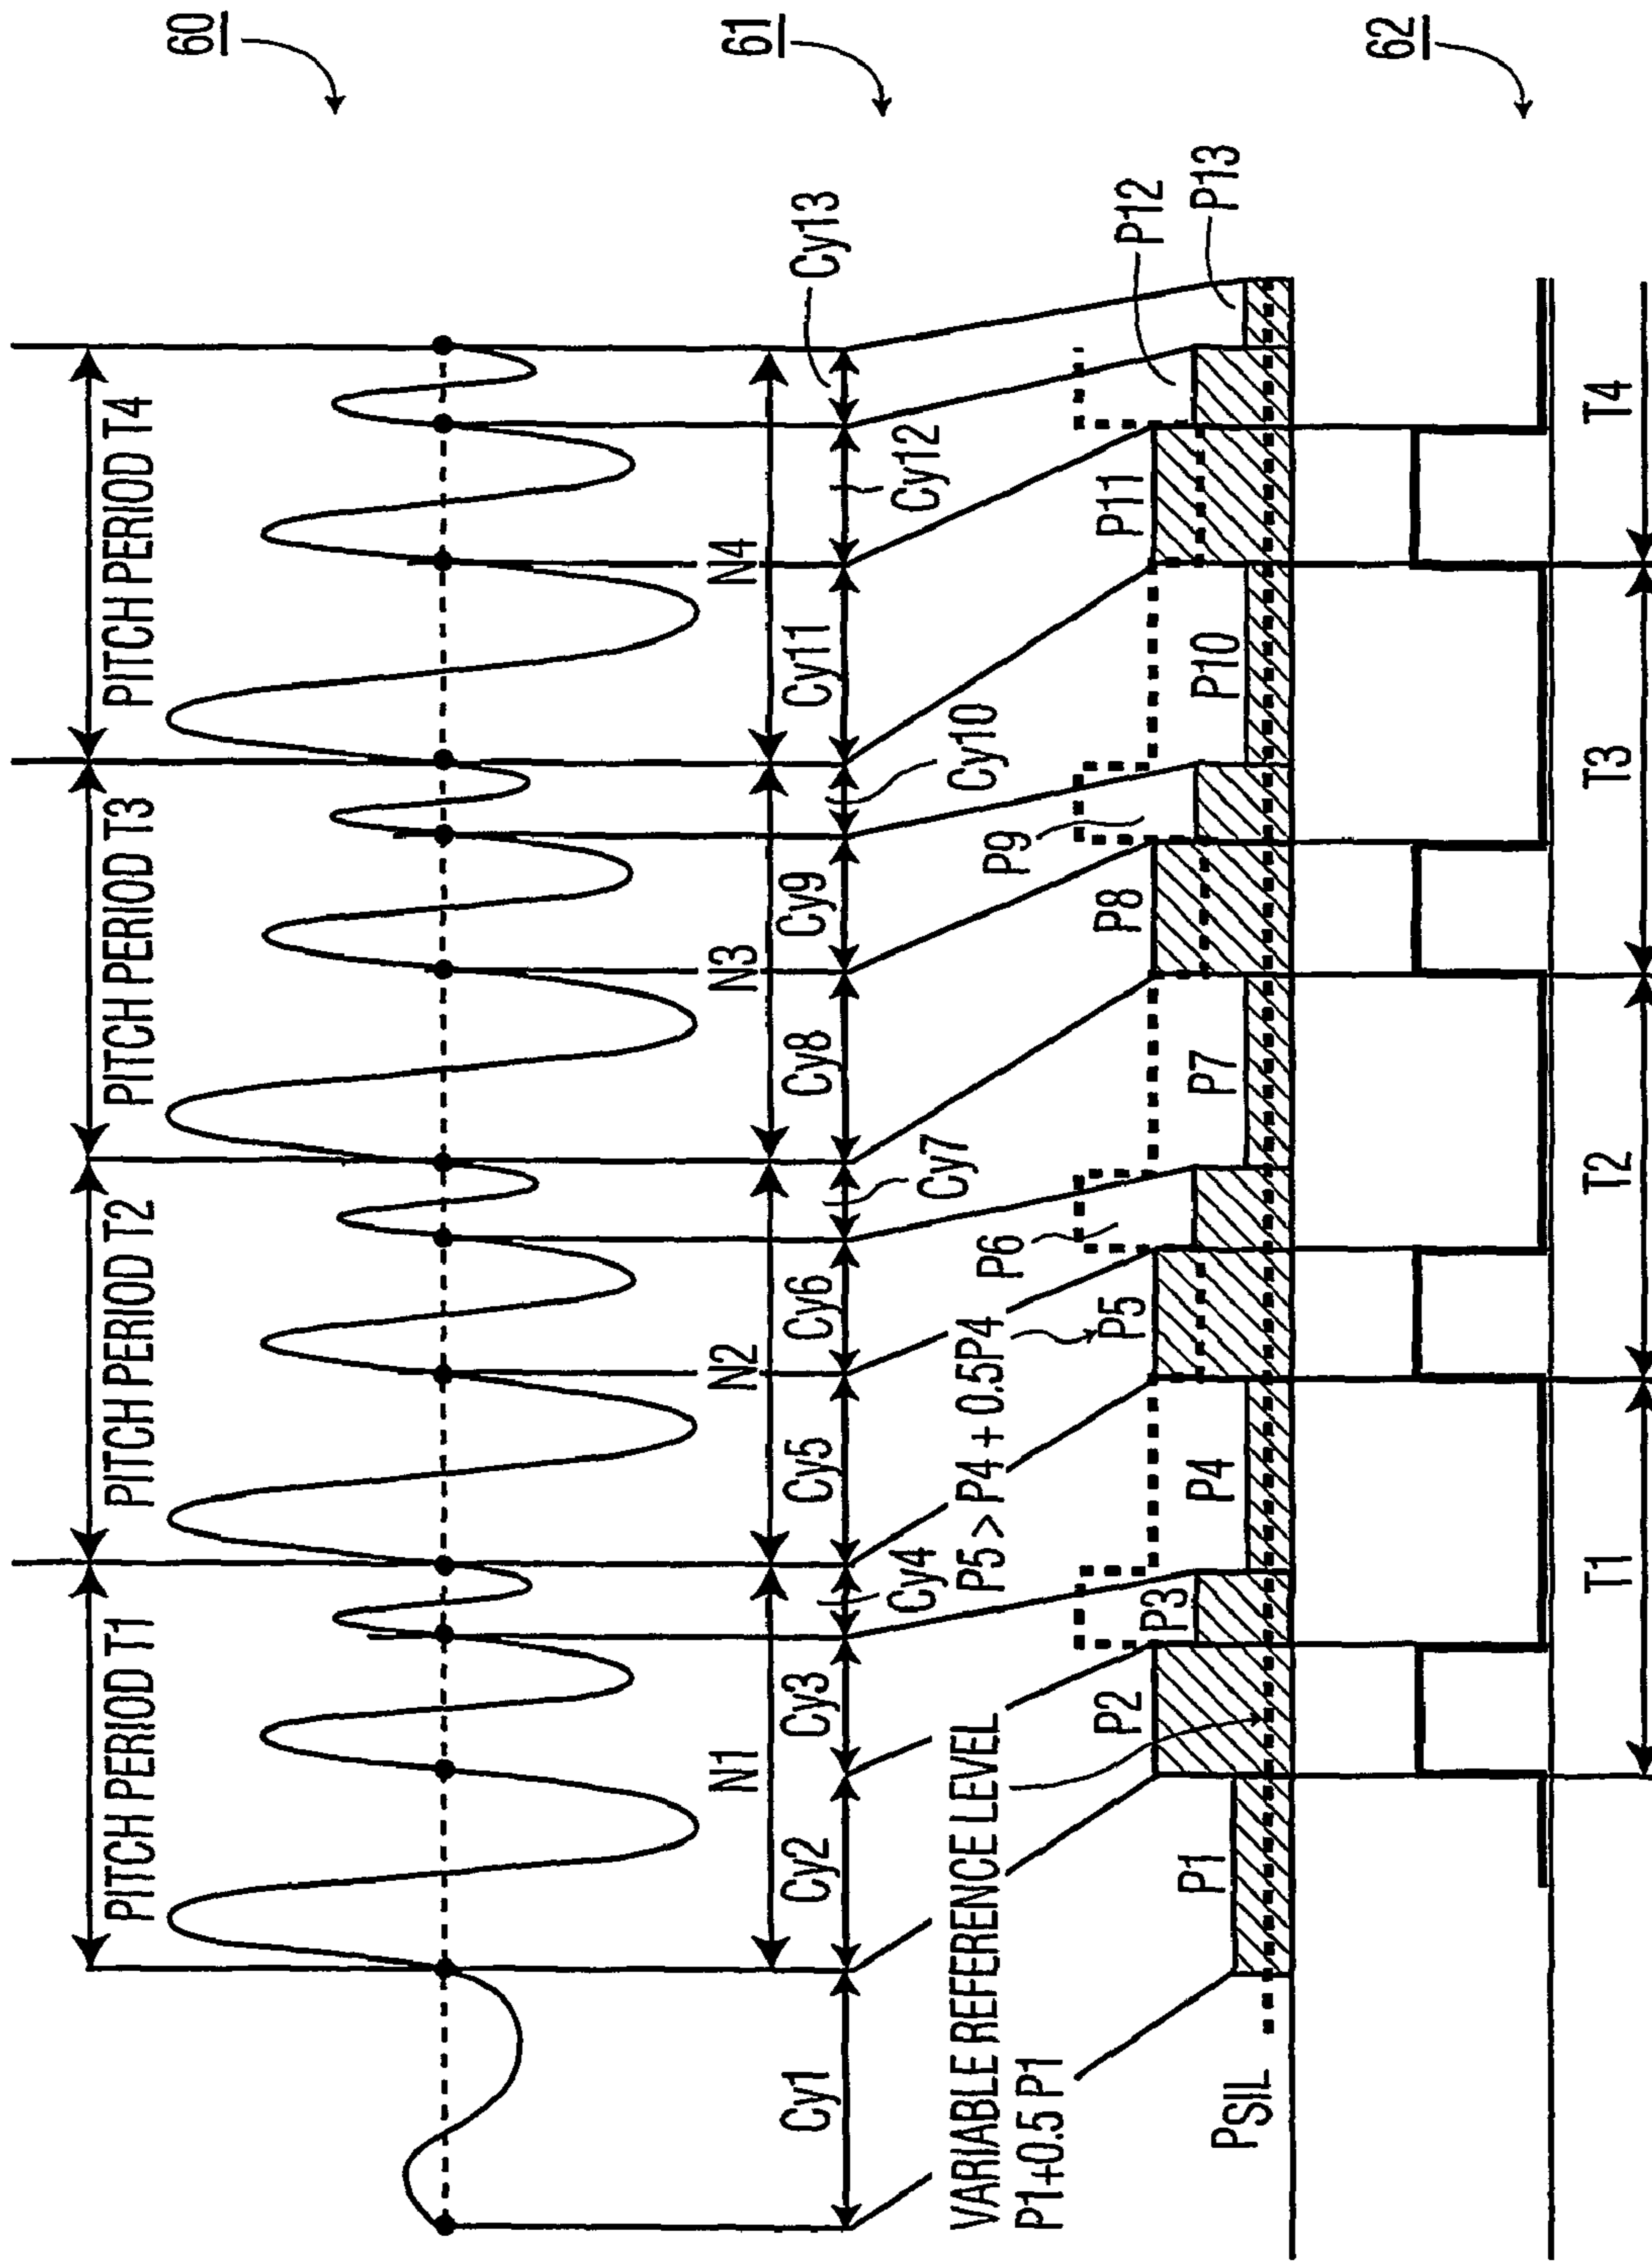 60
PITCH PERIOD T1
PITCH PERIOD T2
PITCH PERIOD T3
PITCH PERIOD T4
61
N1
N2
N3
N4
Cy1
Cy2
Cy3
Cy4
Cy5
Cy6
Cy7
Cy8
Cy9
Cy10
Cy11
Cy12
Cy13
VARIABLE REFERENCE LEVEL
P1+0.5 P1
P5 > P4 + 0.5P4
PSIL
P1
P2
P3
P4
P5
P6
P7
P8
P9
P10
P11
P12
P13
62
T1
T2
T3
T4